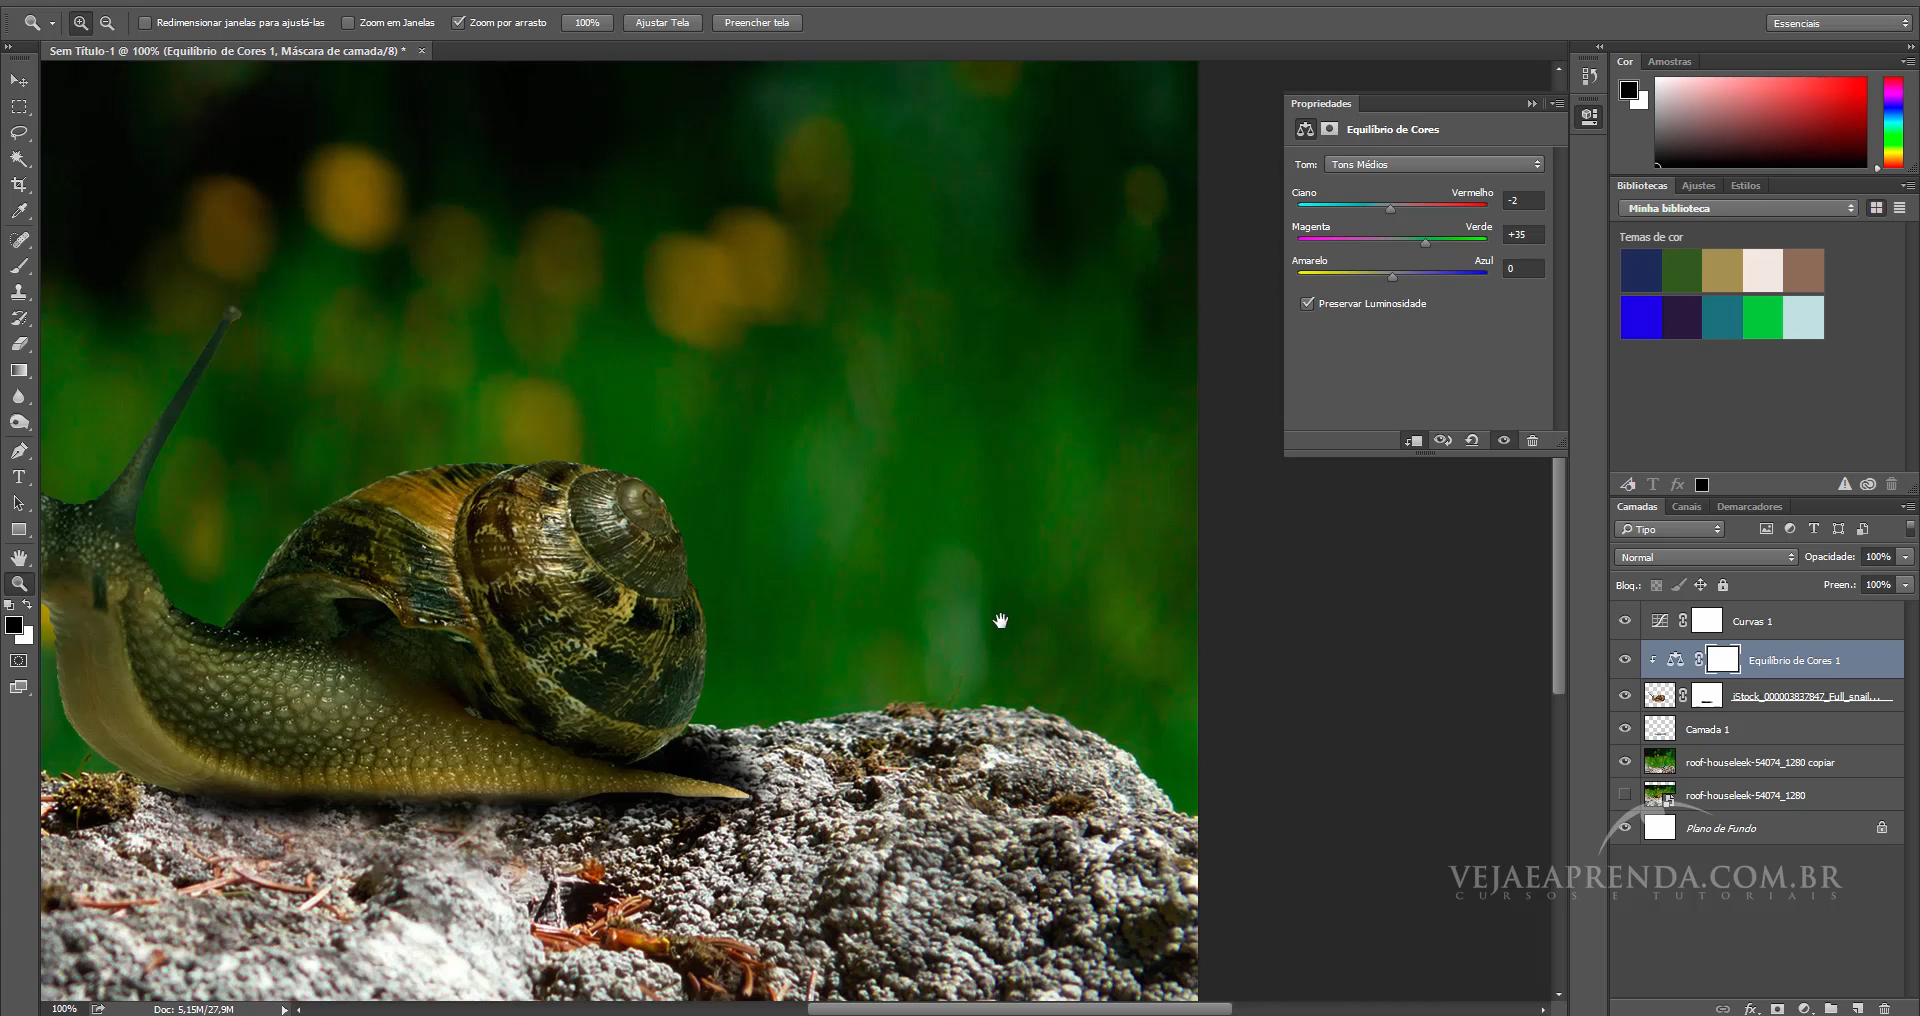 Redimensionar janelas para ajustá-las
Zoom em Janelas
Zoom por arrasto
100%
Ajustar Tela
Preencher tela
Essenciais
Sem Título-1 @ 100% (Equilíbrio de Cores 1, Máscara de camada/8) *
Propriedades
Equilíbrio de Cores
Tom:
Tons Médios
Ciano
Vermelho
-2
Magenta
Verde
+35
Amarelo
Azul
0
Preservar Luminosidade
Cor
Amostras
Bibliotecas
Ajustes
Estilos
Minha biblioteca
Temas de cor
Camadas
Canais
Demarcadores
Tipo
Normal
Opacidade:
100%
Bloq.:
Preen.:
100%
Curvas 1
Equilíbrio de Cores 1
iStock_000003837847_Full_snail...
Camada 1
roof-houseleek-54074_1280 copiar
roof-houseleek-54074_1280
Plano de Fundo
VEJAEAPRENDA.COM.BR
CURSOS E TUTORIAIS
100%
Doc: 5,15M/27,9M